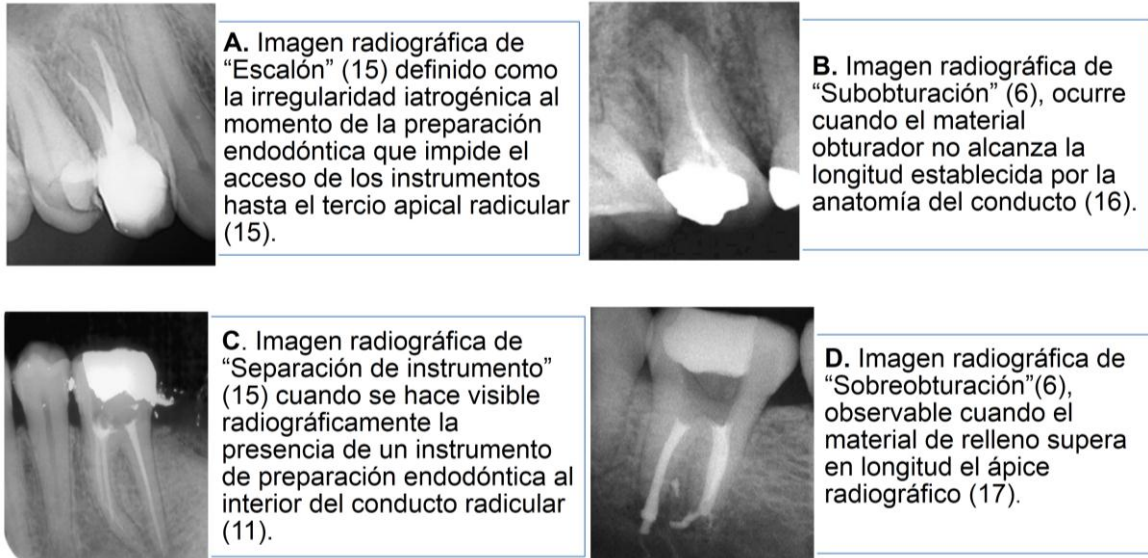 A. Imagen radiográfica de
“Escalón” (15) definido como
la irregularidad iatrogénica al
momento de la preparación
endodóntica que impide el
acceso de los instrumentos
hasta el tercio apical radicular
(15).
B. Imagen radiográfica de
“Subobturación” (6), ocurre
cuando el material
obturador no alcanza la
longitud establecida por la
anatomía del conducto (16).
C. Imagen radiográfica de
“Separación de instrumento”
(15) cuando se hace visible
radiográficamente la
presencia de un instrumento
de preparación endodóntica al
interior del conducto radicular
(11).
D. Imagen radiográfica de
“Sobreobturación”(6),
observable cuando el
material de relleno supera
en longitud el ápice
radiográfico (17).